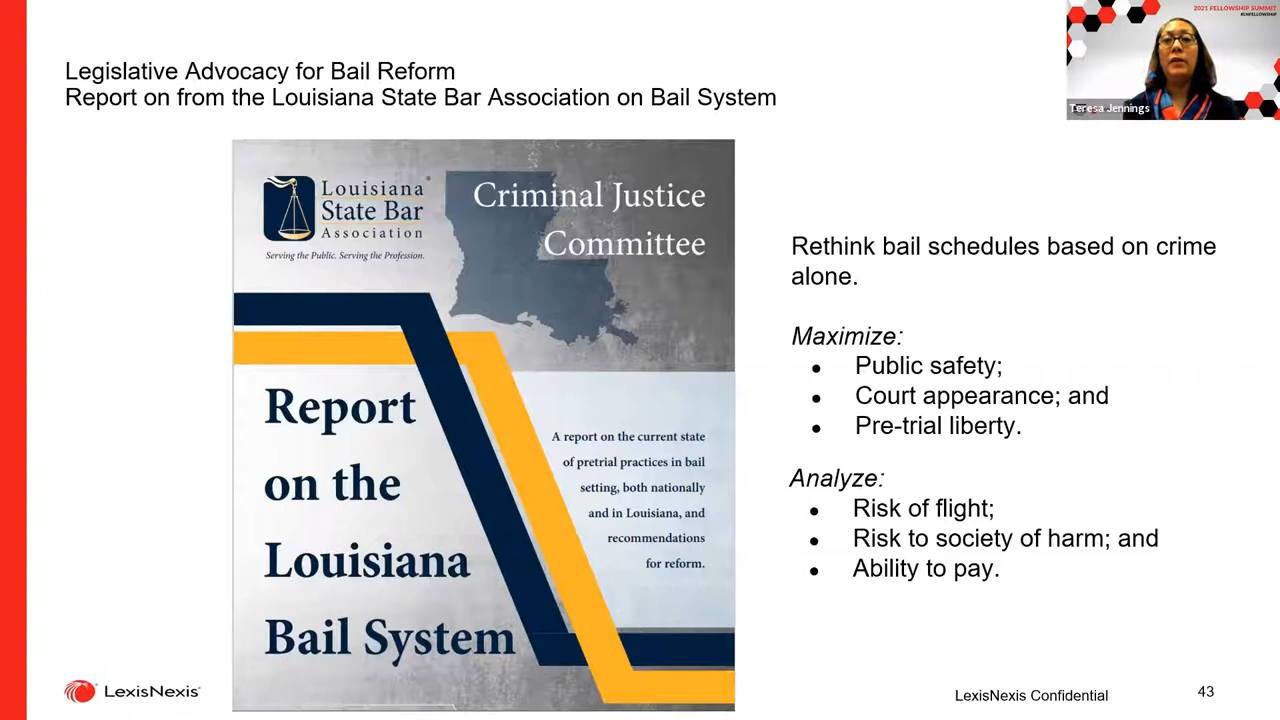 2021 FELLOWSHIP SUMMIT
#LNFELLOWSHIP
Teresa Jennings
Legislative Advocacy for Bail Reform
Report on from the Louisiana State Bar Association on Bail System
Louisiana
State Bar
Association
Serving the Public. Serving the Profession.
Criminal Justice
Committee
Report
on the
Louisiana
Bail System
A report on the current state
of pretrial practices in bail
setting, both nationally
and in Louisiana, and
recommendations
for reform.
Rethink bail schedules based on crime
alone.
Maximize:
• Public safety;
• Court appearance; and
• Pre-trial liberty.
Analyze:
• Risk of flight;
• Risk to society of harm; and
• Ability to pay.
LexisNexis®
LexisNexis Confidential
43